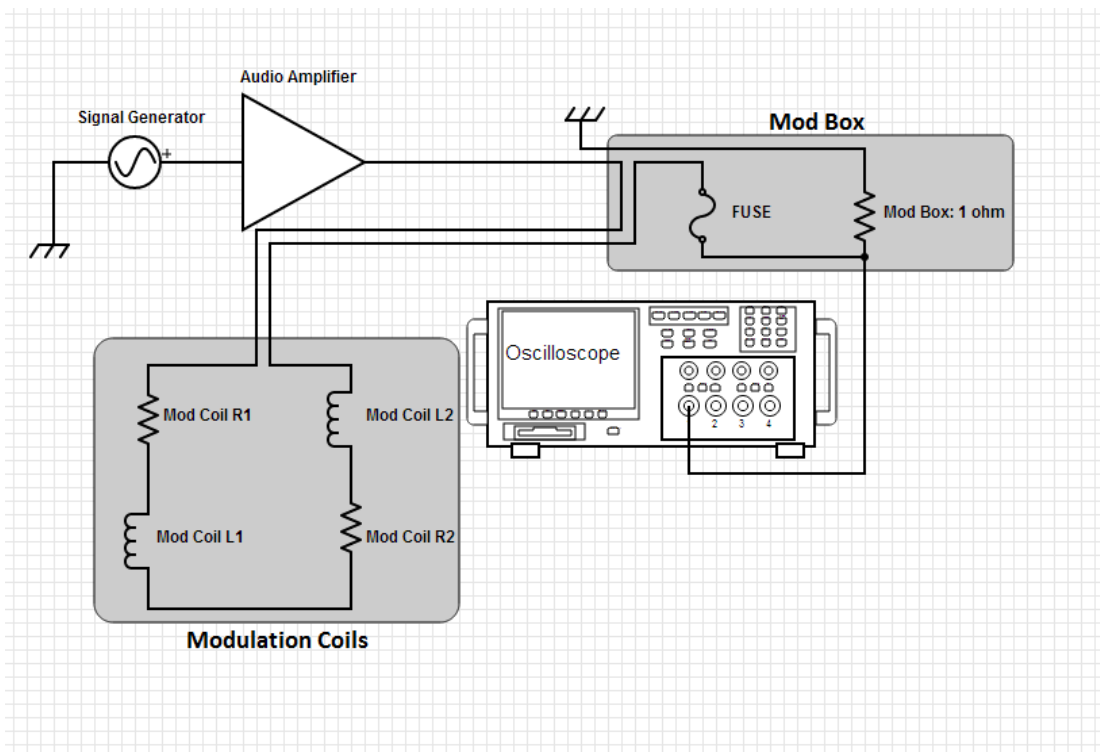 Audio Amplifier
Signal Generator
+
Mod Box
FUSE
Mod Box: 1 ohm
Oscilloscope
2 3 4
Mod Coil R1
Mod Coil L2
Mod Coil L1
Mod Coil R2
Modulation Coils